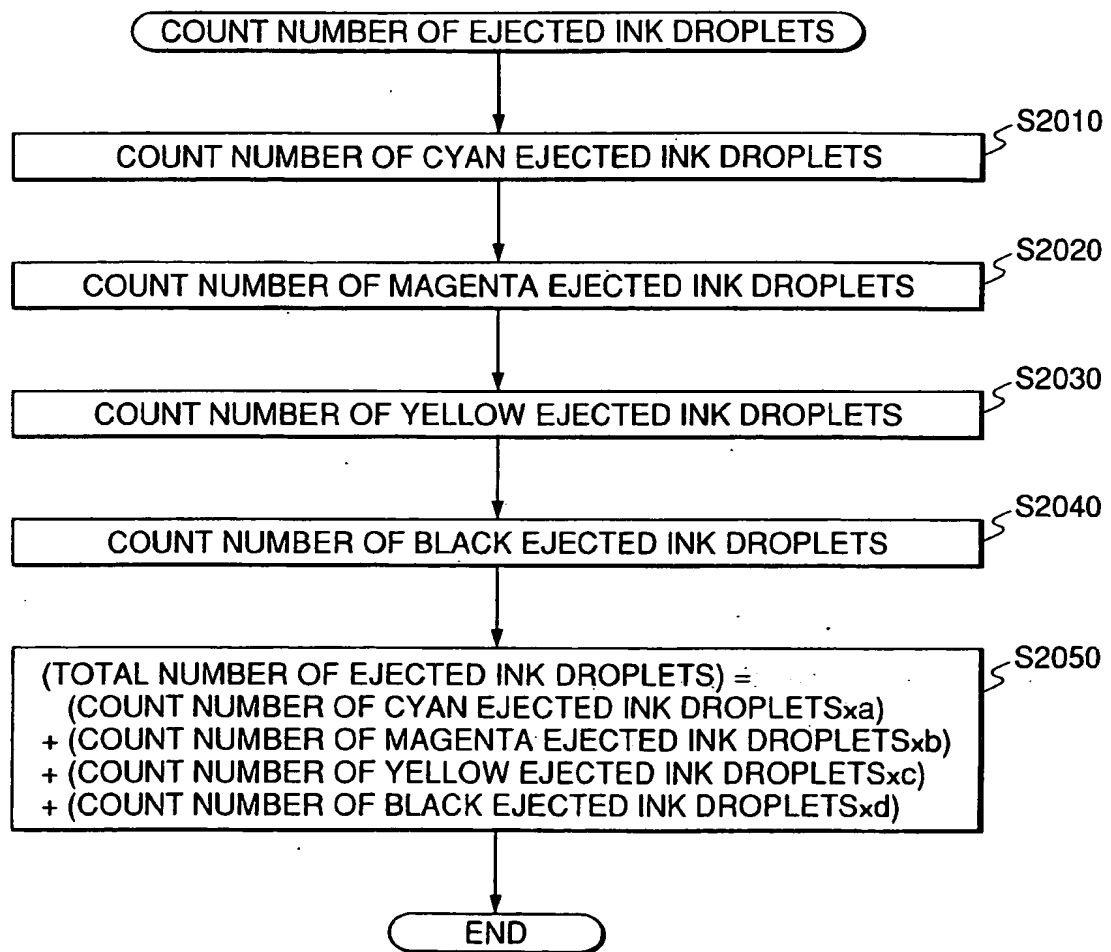 COUNT NUMBER OF EJECTED INK DROPLETS
S2010
COUNT NUMBER OF CYAN EJECTED INK DROPLETS
S2020
COUNT NUMBER OF MAGENTA EJECTED INK DROPLETS
S2030
COUNT NUMBER OF YELLOW EJECTED INK DROPLETS
S2040
COUNT NUMBER OF BLACK EJECTED INK DROPLETS
S2050
(TOTAL NUMBER OF EJECTED INK DROPLETS) =
(COUNT NUMBER OF CYAN EJECTED INK DROPLETSxa)
+ (COUNT NUMBER OF MAGENTA EJECTED INK DROPLETSxb)
+ (COUNT NUMBER OF YELLOW EJECTED INK DROPLETSxc)
+ (COUNT NUMBER OF BLACK EJECTED INK DROPLETSxd)
END